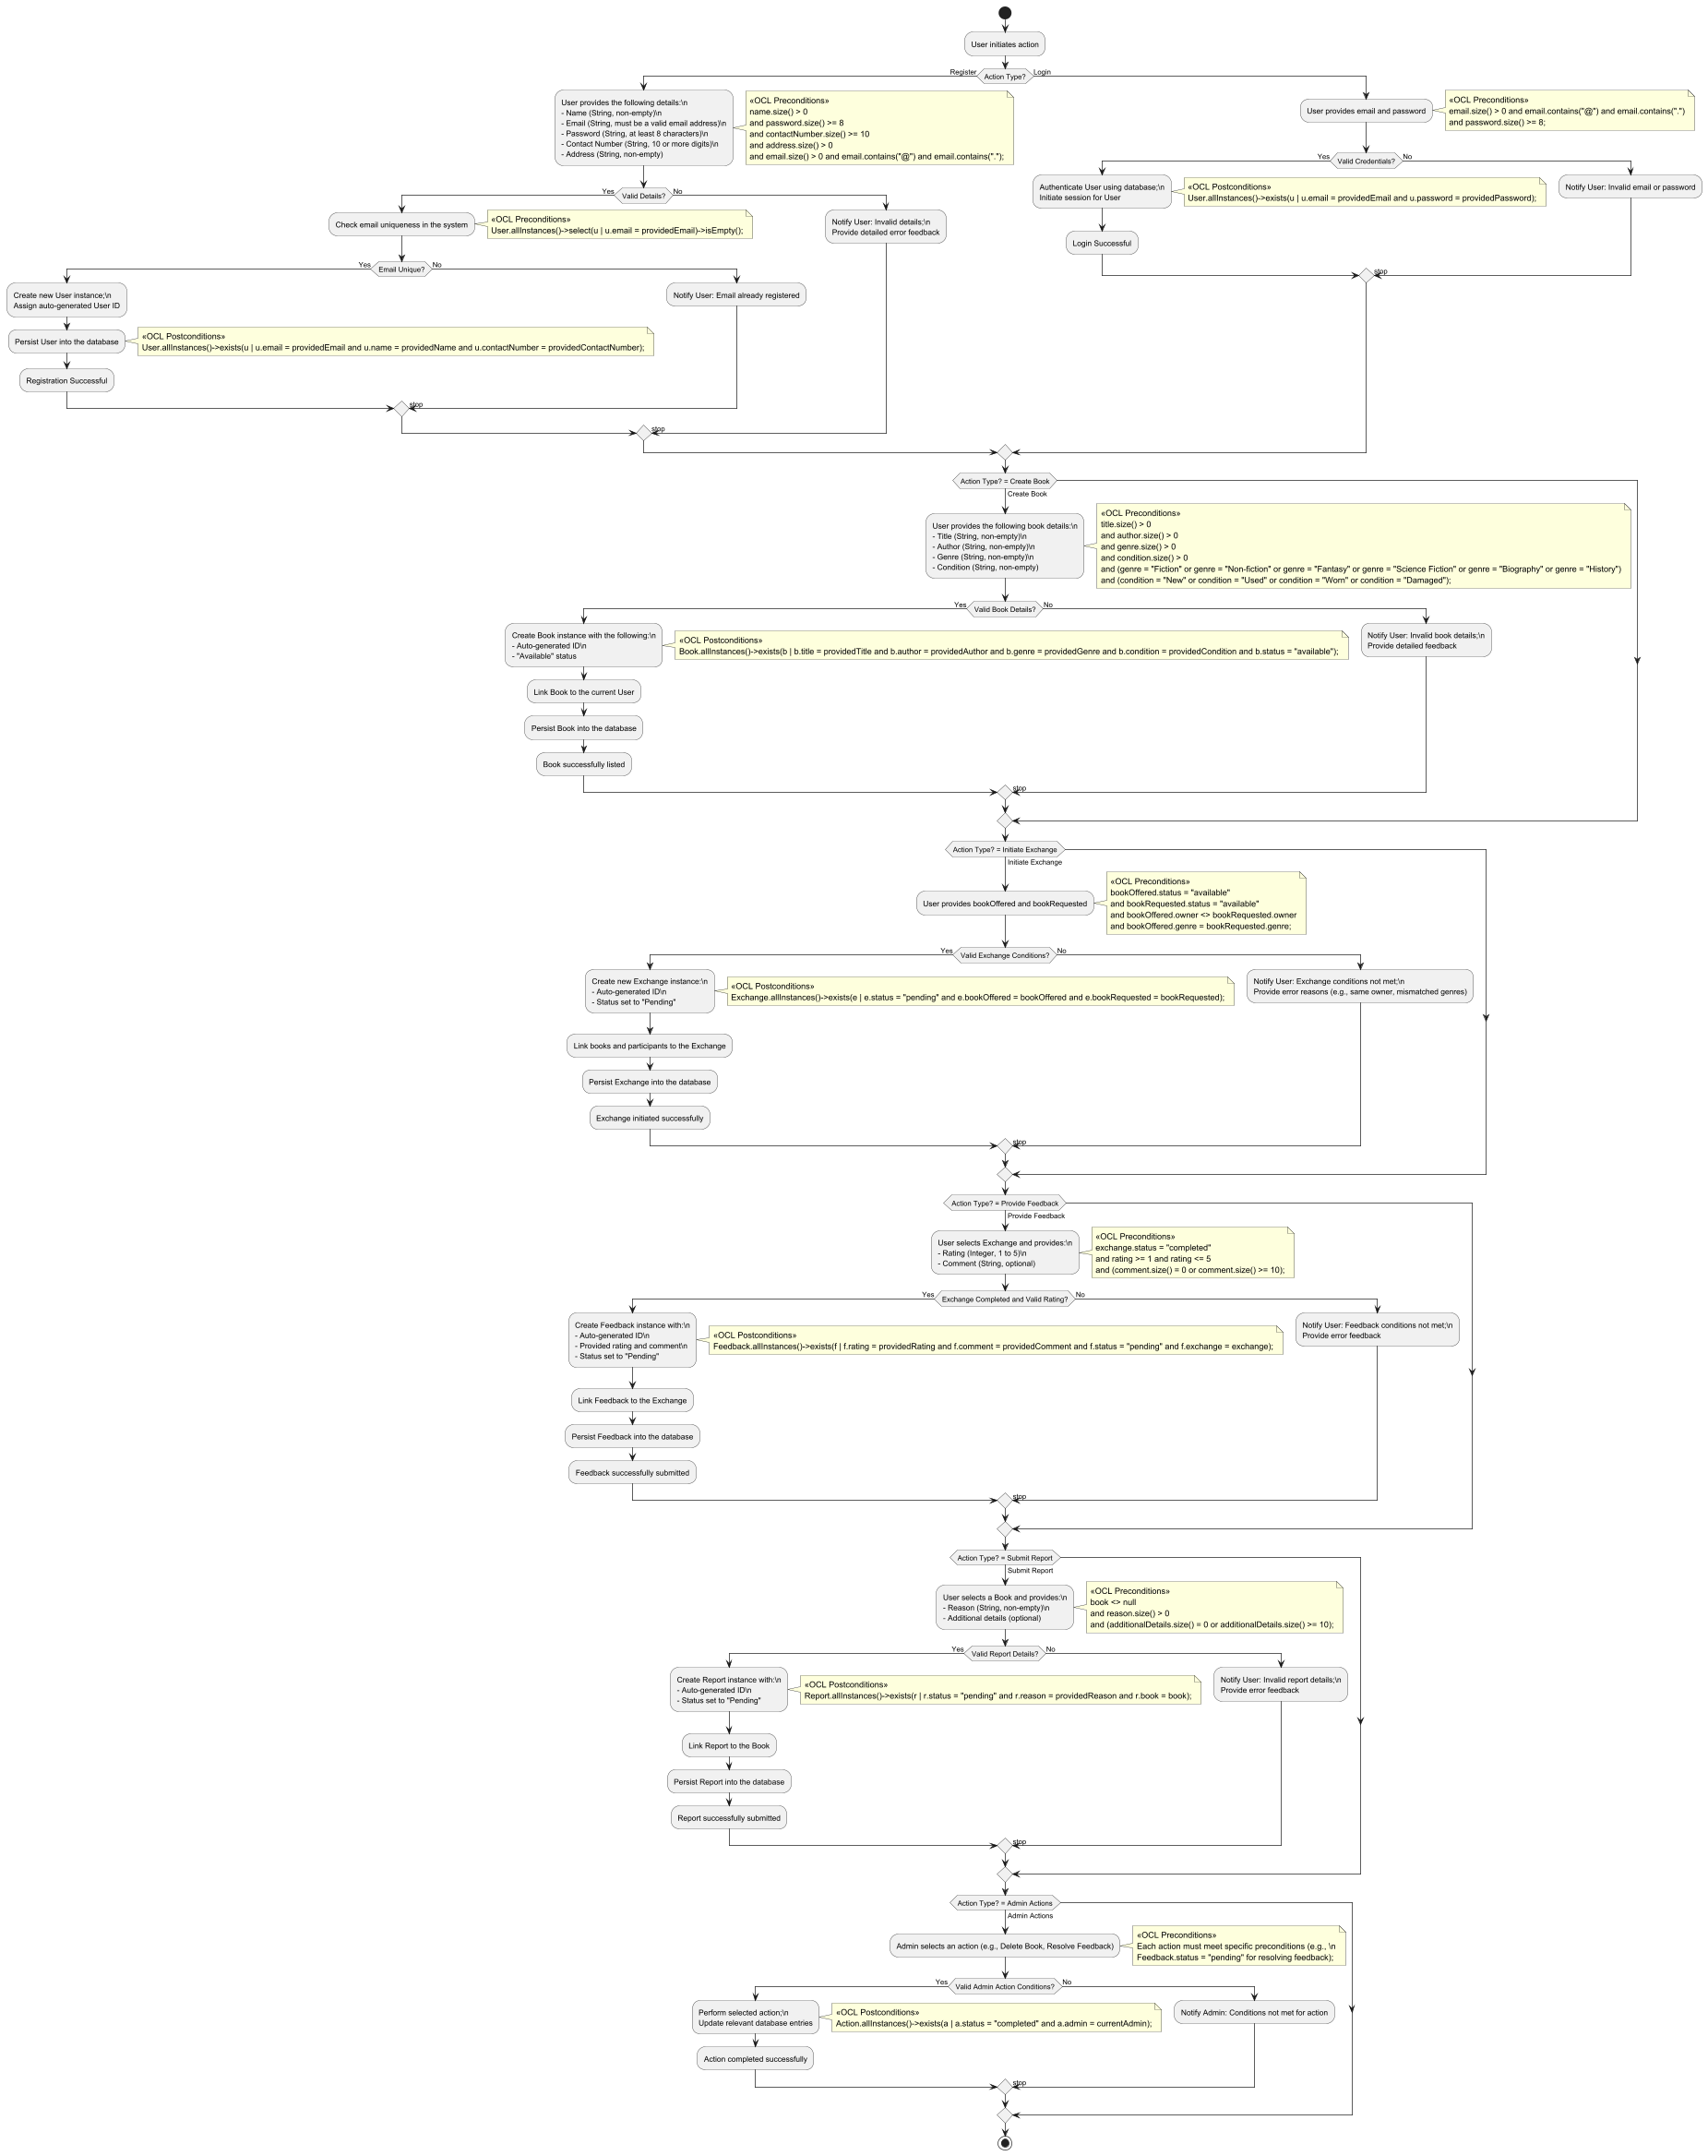 User initiates action
Action Type?
Register
Login
User provides the following details:\n
- Name (String, non-empty)\n
- Email (String, must be a valid email address)\n
- Password (String, at least 8 characters)\n
- Contact Number (String, 10 or more digits)\n
- Address (String, non-empty)
«OCL Preconditions»
name.size() > 0
and password.size() >= 8
and contactNumber.size() >= 10
and address.size() > 0
and email.size() > 0 and email.contains("@") and email.contains(".");
User provides email and password
«OCL Preconditions»
email.size() > 0 and email.contains("@") and email.contains(".")
and password.size() >= 8;
Valid Details?
Yes
No
Check email uniqueness in the system
«OCL Preconditions»
User.allInstances()->select(u | u.email = providedEmail)->isEmpty();
Notify User: Invalid details;\n
Provide detailed error feedback
Valid Credentials?
Yes
No
Authenticate User using database;\n
Initiate session for User
«OCL Postconditions»
User.allInstances()->exists(u | u.email = providedEmail and u.password = providedPassword);
Notify User: Invalid email or password
Login Successful
stop
Email Unique?
Yes
No
Create new User instance;\n
Assign auto-generated User ID
Notify User: Email already registered
Persist User into the database
«OCL Postconditions»
User.allInstances()->exists(u | u.email = providedEmail and u.name = providedName and u.contactNumber = providedContactNumber);
Registration Successful
stop
stop
Action Type? = Create Book
Create Book
User provides the following book details:\n
- Title (String, non-empty)\n
- Author (String, non-empty)\n
- Genre (String, non-empty)\n
- Condition (String, non-empty)
«OCL Preconditions»
title.size() > 0
and author.size() > 0
and genre.size() > 0
and condition.size() > 0
and (genre = "Fiction" or genre = "Non-fiction" or genre = "Fantasy" or genre = "Science Fiction" or genre = "Biography" or genre = "History")
and (condition = "New" or condition = "Used" or condition = "Worn" or condition = "Damaged");
Valid Book Details?
Yes
No
Create Book instance with the following:\n
- Auto-generated ID\n
- "Available" status
«OCL Postconditions»
Book.allInstances()->exists(b | b.title = providedTitle and b.author = providedAuthor and b.genre = providedGenre and b.condition = providedCondition and b.status = "available");
Notify User: Invalid book details;\n
Provide detailed feedback
Link Book to the current User
Persist Book into the database
Book successfully listed
stop
Action Type? = Initiate Exchange
Initiate Exchange
User provides bookOffered and bookRequested
«OCL Preconditions»
bookOffered.status = "available"
and bookRequested.status = "available"
and bookOffered.owner <> bookRequested.owner
and bookOffered.genre = bookRequested.genre;
Valid Exchange Conditions?
Yes
No
Create new Exchange instance:\n
- Auto-generated ID\n
- Status set to "Pending"
«OCL Postconditions»
Exchange.allInstances()->exists(e | e.status = "pending" and e.bookOffered = bookOffered and e.bookRequested = bookRequested);
Notify User: Exchange conditions not met;\n
Provide error reasons (e.g., same owner, mismatched genres)
Link books and participants to the Exchange
Persist Exchange into the database
Exchange initiated successfully
stop
Action Type? = Provide Feedback
Provide Feedback
User selects Exchange and provides:\n
- Rating (Integer, 1 to 5)\n
- Comment (String, optional)
«OCL Preconditions»
exchange.status = "completed"
and rating >= 1 and rating <= 5
and (comment.size() = 0 or comment.size() >= 10);
Exchange Completed and Valid Rating?
Yes
No
Create Feedback instance with:\n
- Auto-generated ID\n
- Provided rating and comment\n
- Status set to "Pending"
«OCL Postconditions»
Feedback.allInstances()->exists(f | f.rating = providedRating and f.comment = providedComment and f.status = "pending" and f.exchange = exchange);
Notify User: Feedback conditions not met;\n
Provide error feedback
Link Feedback to the Exchange
Persist Feedback into the database
Feedback successfully submitted
stop
Action Type? = Submit Report
Submit Report
User selects a Book and provides:\n
- Reason (String, non-empty)\n
- Additional details (optional)
«OCL Preconditions»
book <> null
and reason.size() > 0
and (additionalDetails.size() = 0 or additionalDetails.size() >= 10);
Valid Report Details?
Yes
No
Create Report instance with:\n
- Auto-generated ID\n
- Status set to "Pending"
«OCL Postconditions»
Report.allInstances()->exists(r | r.status = "pending" and r.reason = providedReason and r.book = book);
Notify User: Invalid report details;\n
Provide error feedback
Link Report to the Book
Persist Report into the database
Report successfully submitted
stop
Action Type? = Admin Actions
Admin Actions
Admin selects an action (e.g., Delete Book, Resolve Feedback)
«OCL Preconditions»
Each action must meet specific preconditions (e.g., \n
Feedback.status = "pending" for resolving feedback);
Valid Admin Action Conditions?
Yes
No
Perform selected action;\n
Update relevant database entries
«OCL Postconditions»
Action.allInstances()->exists(a | a.status = "completed" and a.admin = currentAdmin);
Notify Admin: Conditions not met for action
Action completed successfully
stop